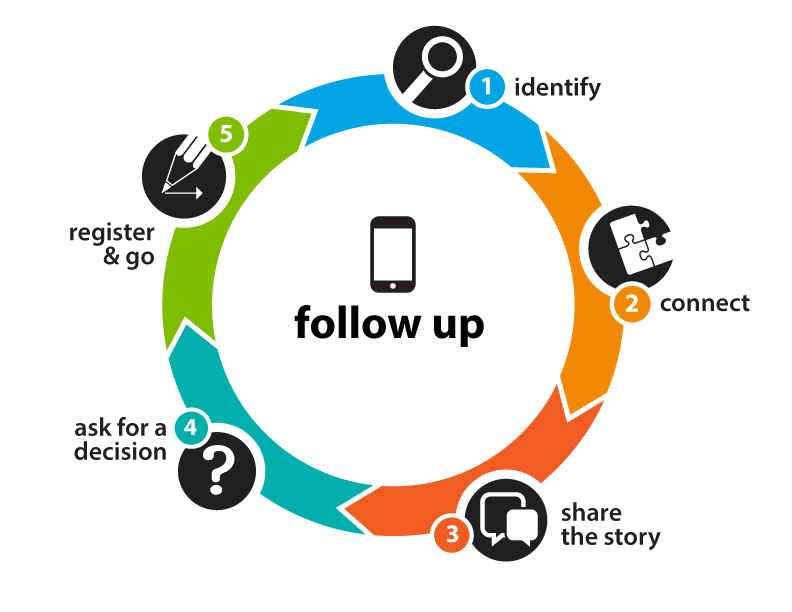 1 identify
2 connect
3 share
the story
4 ask for a
decision
5 register
& go
follow up